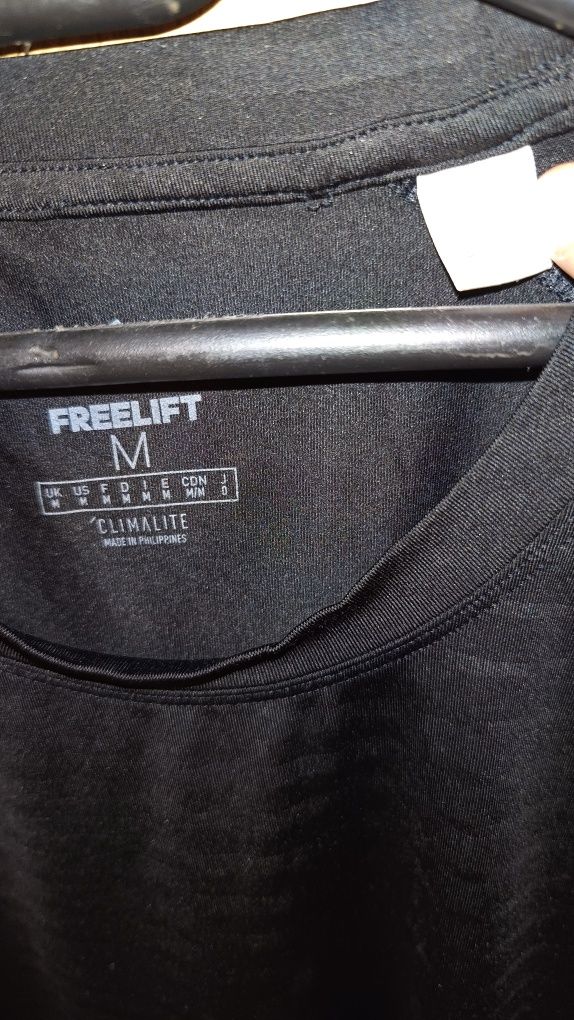 FREELIFT
M
UK US F D I E CDN J
M M M M M M M/M O
CLIMALITE
MADE IN PHILIPPINES